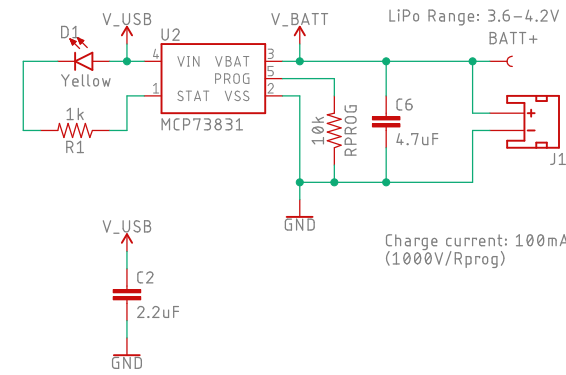 LiPo Range: 3.6-4.2V
V_USB
V_BATT
D1
U2
BATT+
4
VIN
VBAT
3
Yellow
PROG
5
1
STAT
VSS
2
1k
MCP73831
10k
RPROG
C6
4.7uF
R1
J1
GND
V_USB
Charge current: 100mA
(1000V/Rprog)
C2
2.2uF
GND